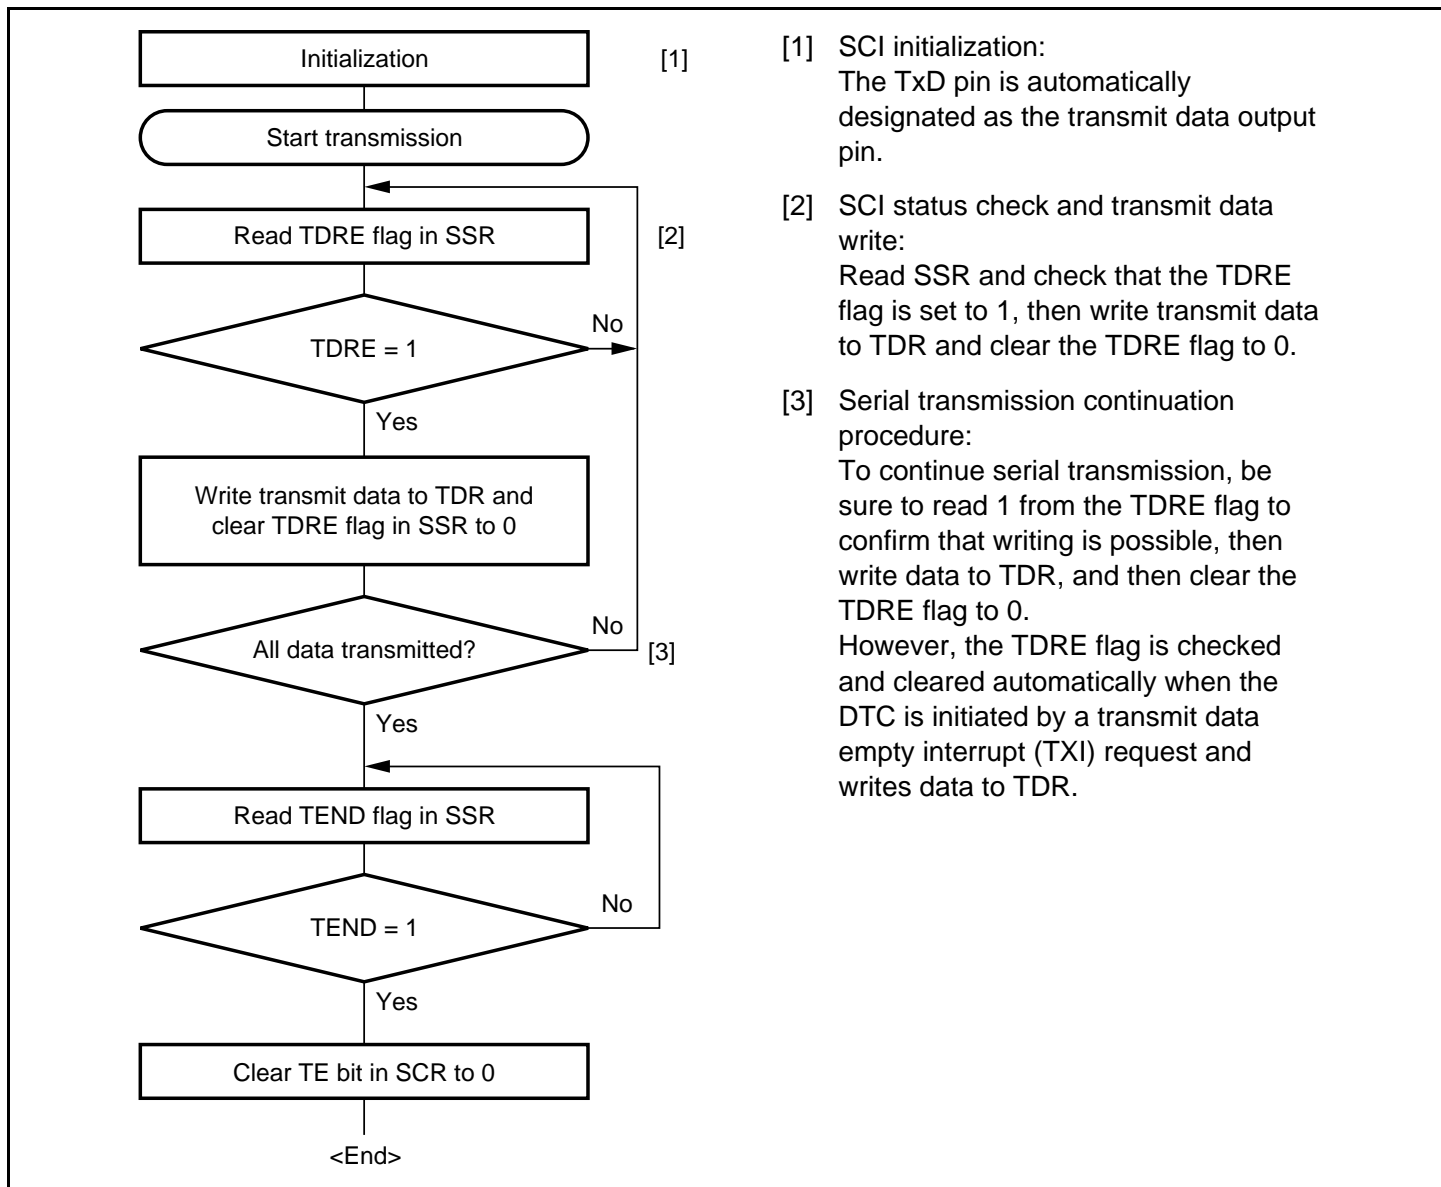 Initialization
[1]
Start transmission
Read TDRE flag in SSR
[2]
No
TDRE = 1
Yes
Write transmit data to TDR and
clear TDRE flag in SSR to 0
No
All data transmitted?
[3]
Yes
Read TEND flag in SSR
No
TEND = 1
Yes
Clear TE bit in SCR to 0
<End>
[1] SCI initialization:
The TxD pin is automatically
designated as the transmit data output
pin.
[2] SCI status check and transmit data
write:
Read SSR and check that the TDRE
flag is set to 1, then write transmit data
to TDR and clear the TDRE flag to 0.
[3] Serial transmission continuation
procedure:
To continue serial transmission, be
sure to read 1 from the TDRE flag to
confirm that writing is possible, then
write data to TDR, and then clear the
TDRE flag to 0.
However, the TDRE flag is checked
and cleared automatically when the
DTC is initiated by a transmit data
empty interrupt (TXI) request and
writes data to TDR.